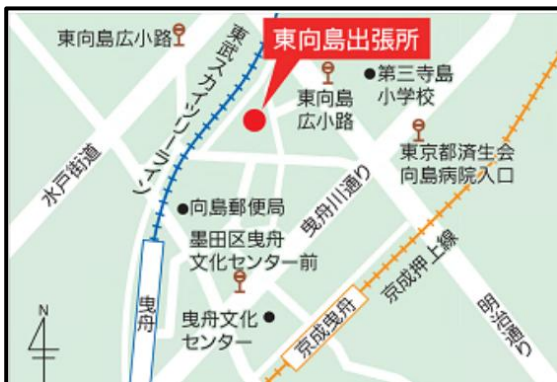 東向島広小路
東武スカイツリーライン
東向島出張所
東向島
広小路
第三寺島
小学校
東京都済生会
向島病院入口
水戸街道
向島郵便局
曳舟川通り
墨田区曳舟
文化センター前
京成押上線
明治通り
曳舟
曳舟文化
センター
京成曳舟
N